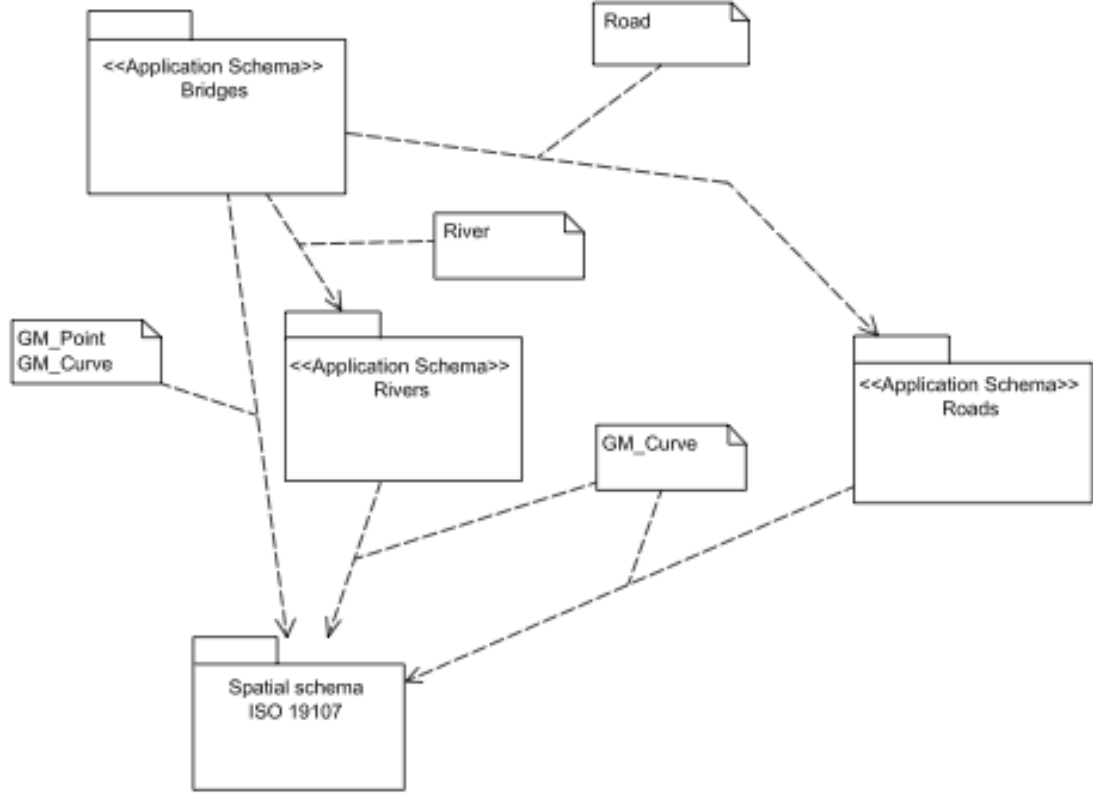 Road
<<Application Schema>>
Bridges
River
GM_Point
GM_Curve
<<Application Schema>>
Rivers
<<Application Schema>>
Roads
GM_Curve
Spatial schema
ISO 19107